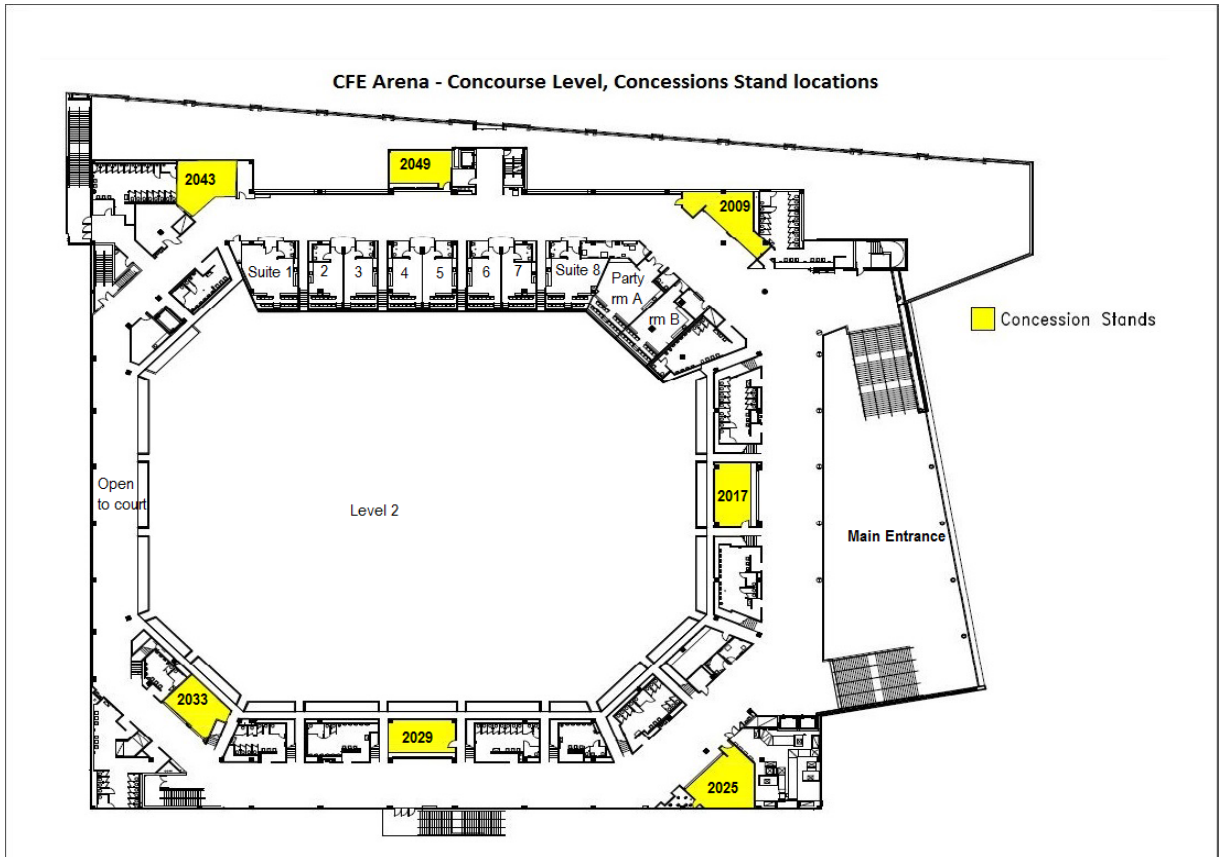 CFE Arena - Concourse Level, Concessions Stand locations
2049
2043
2009
Suite 1
2
3
4
5
6
7
Suite 8
Party
rm A
rm B
Concession Stands
2017
Open
to court
Level 2
Main Entrance
2033
2029
2025